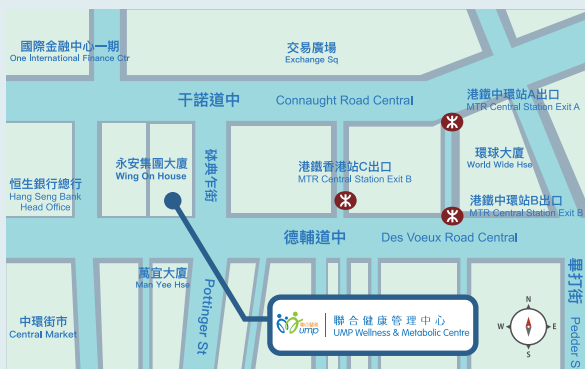 國際金融中心一期
One International Finance Ctr
交易廣場
Exchange Sq
干諾道中 Connaught Road Central
港鐵中環站A出口
MTR Central Station Exit A
永安集團大廈
Wing On House
砵典乍街
港鐵香港站C出口
MTR Central Station Exit B
環球大廈
World Wide Hse
恒生銀行總行
Hang Seng Bank
Head Office
港鐵中環站B出口
MTR Central Station Exit B
德輔道中 Des Voeux Road Central
萬宜大廈
Man Yee Hse
Pottinger St
畢打街
Pedder S
中環街市
Central Market
ump
聯合健康管理中心
UMP Wellness & Metabolic Centre
N
W
E
S